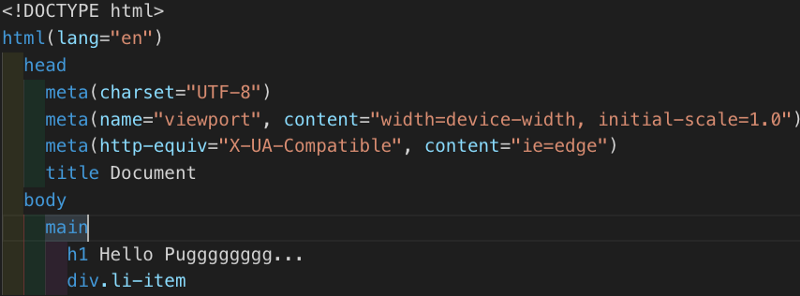 <!DOCTYPE html>
html(lang="en")
head
meta(charset="UTF-8")
meta(name="viewport", content="width=device-width, initial-scale=1.0")
meta(http-equiv="X-UA-Compatible", content="ie=edge")
title Document
body
main
h1 Hello Pugggggggg...
div.li-item